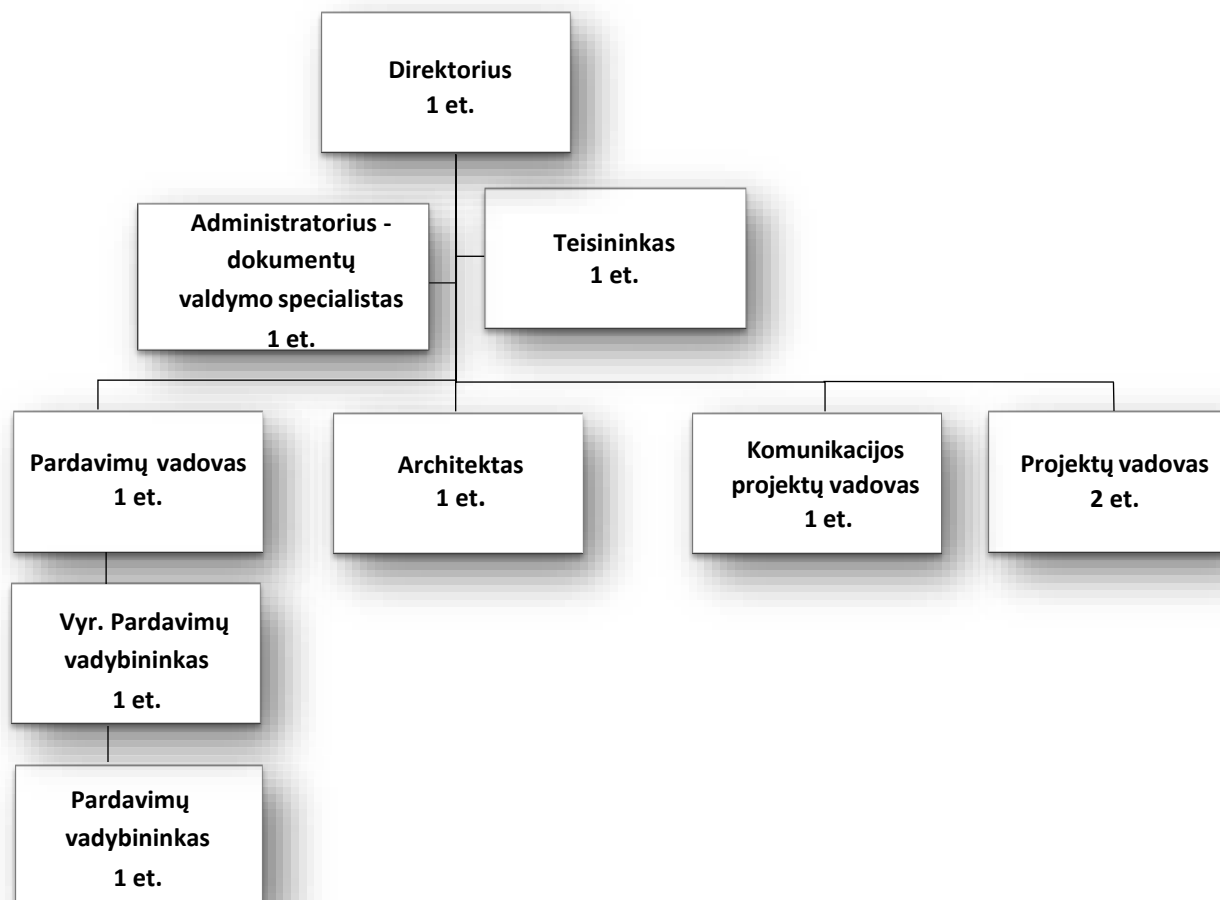 Direktorius
1 et.
Administratorius -
dokumentų
valdymo specialistas
1 et.
Teisininkas
1 et.
Pardavimų vadovas
1 et.
Architektas
1 et.
Komunikacijos
projektų vadovas
1 et.
Projektų vadovas
2 et.
Vyr. Pardavimų
vadybininkas
1 et.
Pardavimų
vadybininkas
1 et.